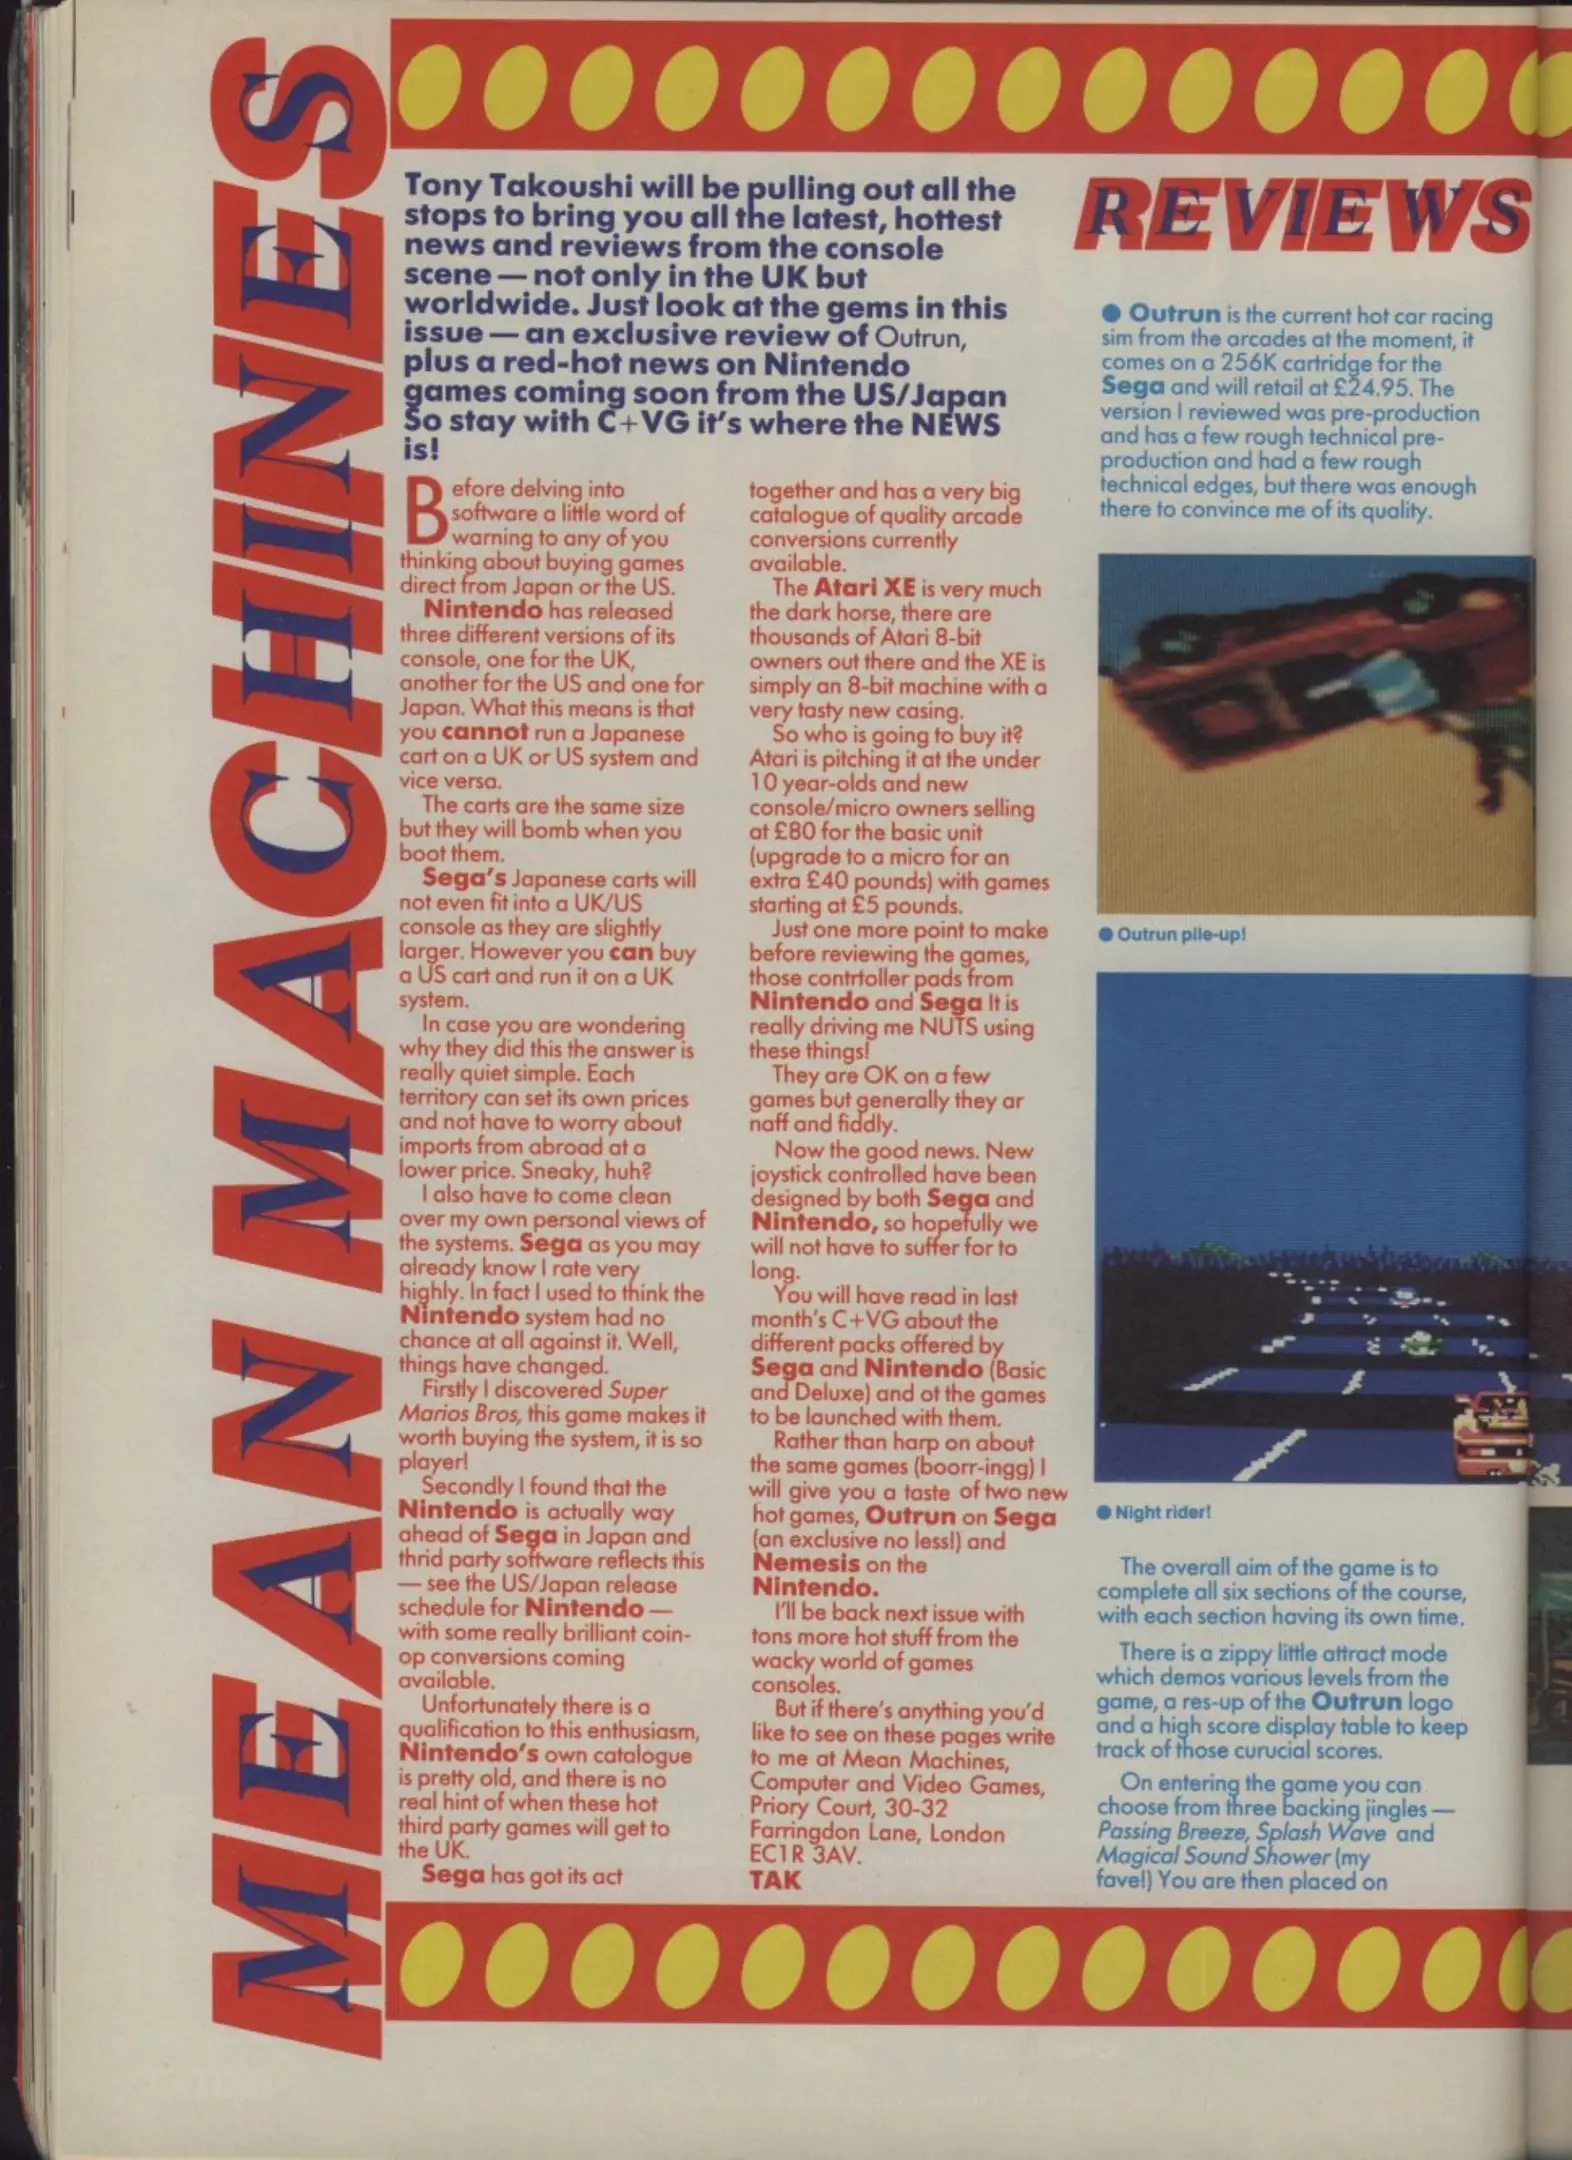 MEAN MACHINES
Tony Takoushi will be pulling out all the
stops to bring you all the latest, hottest
news and reviews from the console
scene — not only in the UK but
worldwide. Just look at the gems in this
issue — an exclusive review of Outrun,
plus a red-hot news on Nintendo
games coming soon from the US/Japan
So stay with C+VG it's where the NEWS
is!
Before delving into
software a little word of
warning to any of you
thinking about buying games
direct from Japan or the US.
Nintendo has released
three different versions of its
console, one for the UK,
another for the US and one for
Japan. What this means is that
you cannot run a Japanese
cart on a UK or US system and
vice versa.
The carts are the same size
but they will bomb when you
boot them.
Sega's Japanese carts will
not even fit into a UK/US
console as they are slightly
larger. However you can buy
a US cart and run it on a UK
system.
In case you are wondering
why they did this the answer is
really quiet simple. Each
territory can set its own prices
and not have to worry about
imports from abroad at a
lower price. Sneaky, huh?
I also have to come clean
over my own personal views of
the systems. Sega as you may
already know I rate very
highly. In fact I used to think the
Nintendo system had no
chance at all against it. Well,
things have changed.
Firstly I discovered Super
Marios Bros, this game makes it
worth buying the system, it is so
player!
Secondly I found that the
Nintendo is actually way
ahead of Sega in Japan and
thrid party software reflects this
— see the US/Japan release
schedule for Nintendo —
with some really brilliant coin-
op conversions coming
available.
Unfortunately there is a
qualification to this enthusiasm,
Nintendo's own catalogue
is pretty old, and there is no
real hint of when these hot
third party games will get to
the UK.
Sega has got its act
together and has a very big
catalogue of quality arcade
conversions currently
available.
The Atari XE is very much
the dark horse, there are
thousands of Atari 8-bit
owners out there and the XE is
simply an 8-bit machine with a
very tasty new casing.
So who is going to buy it?
Atari is pitching it at the under
10 year-olds and new
console/micro owners selling
at £80 for the basic unit
(upgrade to a micro for an
extra £40 pounds) with games
starting at £5 pounds.
Just one more point to make
before reviewing the games,
those contrtoller pads from
Nintendo and Sega It is
really driving me NUTS using
these things!
They are OK on a few
games but generally they ar
naff and fiddly.
Now the good news. New
joystick controlled have been
designed by both Sega and
Nintendo, so hopefully we
will not have to suffer for to
long.
You will have read in last
month's C+VG about the
different packs offered by
Sega and Nintendo (Basic
and Deluxe) and ot the games
to be launched with them.
Rather than harp on about
the same games (boorr-ingg) I
will give you a taste of two new
hot games, Outrun on Sega
(an exclusive no less!) and
Nemesis on the
Nintendo.
I'll be back next issue with
tons more hot stuff from the
wacky world of games
consoles.
But if there's anything you'd
like to see on these pages write
to me at Mean Machines,
Computer and Video Games,
Priory Court, 30-32
Farringdon Lane, London
EC1R 3AV.
TAK
REVIEWS
● Outrun is the current hot car racing
sim from the arcades at the moment, it
comes on a 256K cartridge for the
Sega and will retail at £24.95. The
version I reviewed was pre-production
and has a few rough technical pre-
production and had a few rough
technical edges, but there was enough
there to convince me of its quality.
● Outrun pile-up!
● Night rider!
The overall aim of the game is to
complete all six sections of the course,
with each section having its own time.
There is a zippy little attract mode
which demos various levels from the
game, a res-up of the Outrun logo
and a high score display table to keep
track of those curucial scores.
On entering the game you can
choose from three backing jingles —
Passing Breeze, Splash Wave and
Magical Sound Shower (my
fave!) You are then placed on